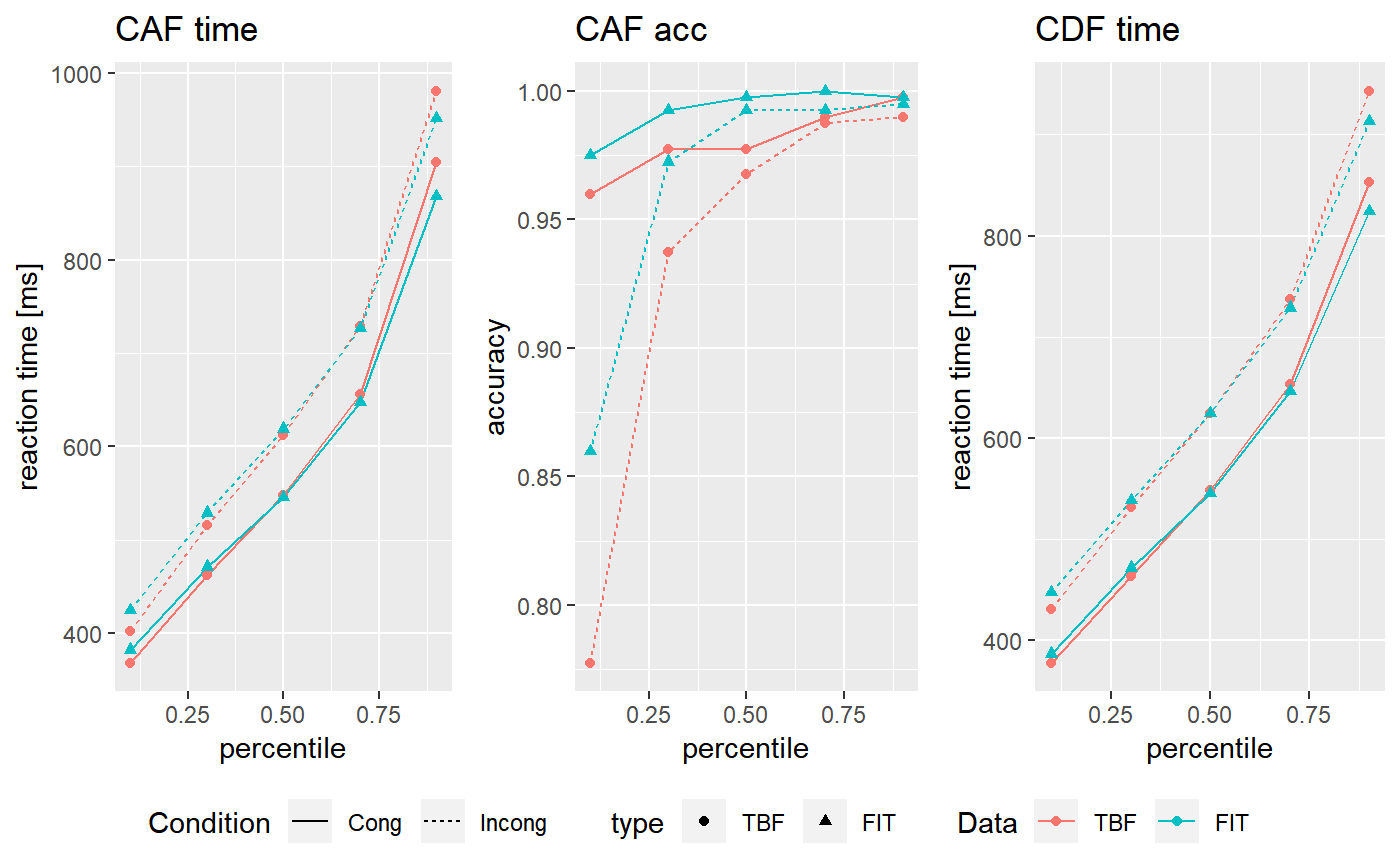 CAF time
CAF acc
CDF time
reaction time [ms]
1000
800
600
400
0.25 0.50 0.75
percentile
accuracy
1.00
0.95
0.90
0.85
0.80
0.25 0.50 0.75
percentile
reaction time [ms]
800
600
400
0.25 0.50 0.75
percentile
Condition Cong Incong type TBF FIT Data TBF FIT